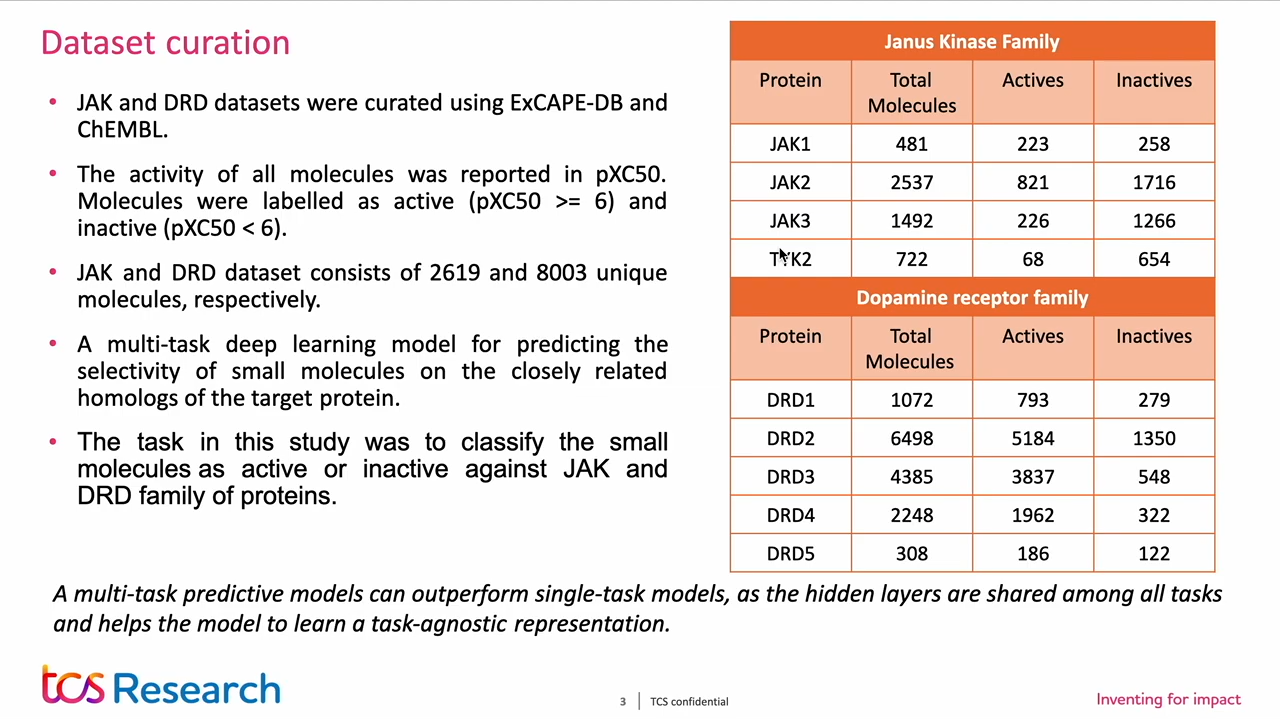 Dataset curation
• JAK and DRD datasets were curated using ExCAPE-DB and
ChEMBL.
• The activity of all molecules was reported in pXC50.
Molecules were labelled as active (pXC50 >= 6) and
inactive (pXC50 < 6).
• JAK and DRD dataset consists of 2619 and 8003 unique
molecules, respectively.
• A multi-task deep learning model for predicting the
selectivity of small molecules on the closely related
homologs of the target protein.
• The task in this study was to classify the small
molecules as active or inactive against JAK and
DRD family of proteins.
Janus Kinase Family
Protein Total Molecules Actives Inactives
JAK1 481 223 258
JAK2 2537 821 1716
JAK3 1492 226 1266
TYK2 722 68 654
Dopamine receptor family
Protein Total Molecules Actives Inactives
DRD1 1072 793 279
DRD2 6498 5184 1350
DRD3 4385 3837 548
DRD4 2248 1962 322
DRD5 308 186 122
A multi-task predictive models can outperform single-task models, as the hidden layers are shared among all tasks
and helps the model to learn a task-agnostic representation.
tcs Research
3 | TCS confidential
Inventing for impact